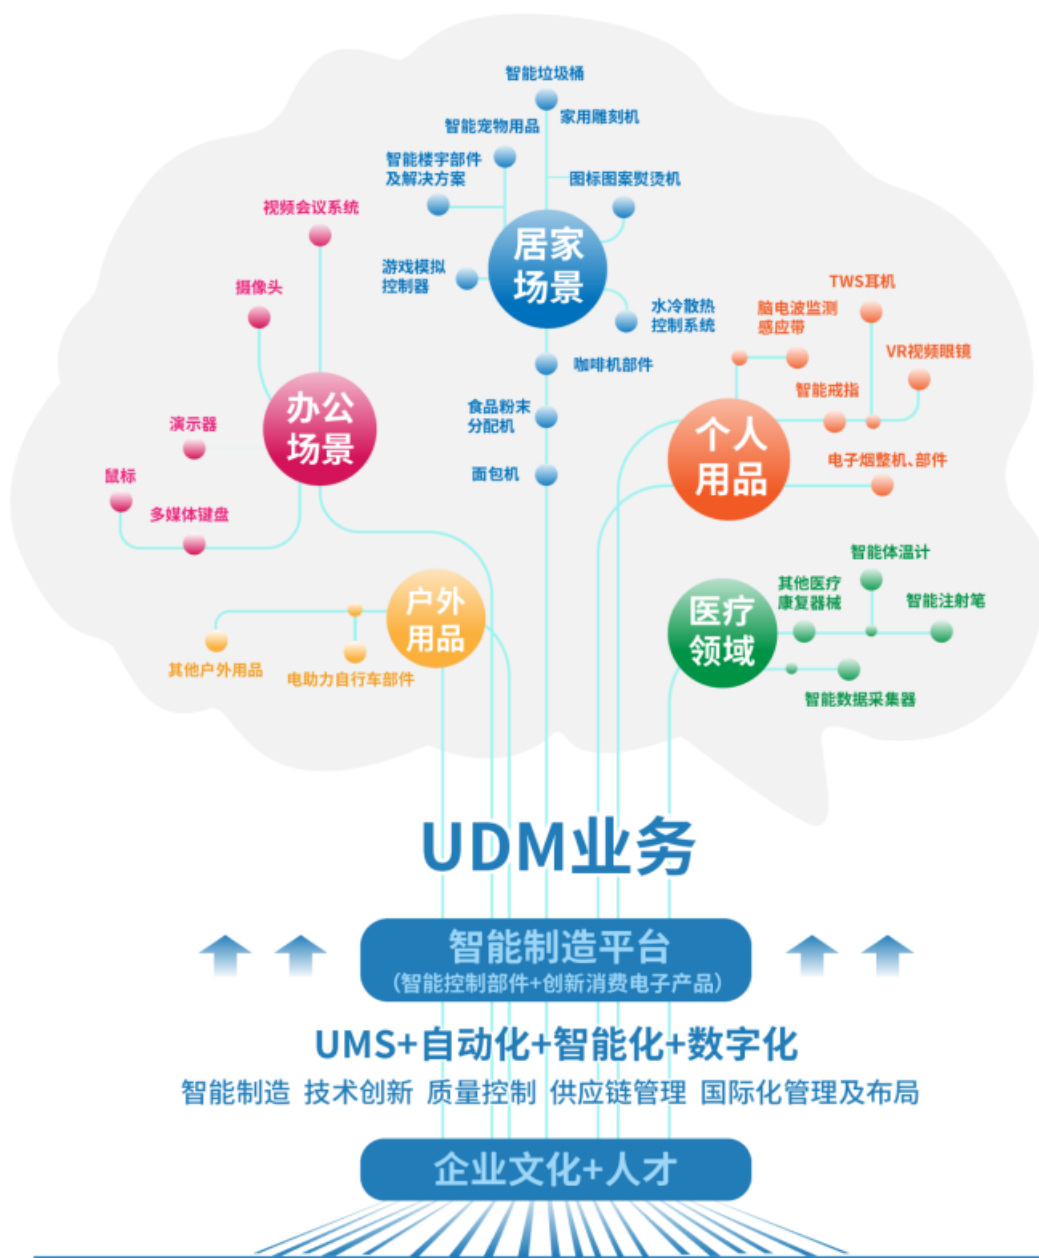 智能垃圾桶
家用雕刻机
智能宠物用品
智能楼宇部件
及解决方案
图标图案熨烫机
居家
场景
游戏模拟
控制器
水冷散热
控制系统
咖啡机部件
食品粉末
分配机
面包机
视频会议系统
摄像头
办公
场景
演示器
鼠标
多媒体键盘
TWS耳机
脑电波监测
感应带
VR视频眼镜
智能戒指
个人
用品
电子烟整机、部件
户外
用品
其他户外用品
电助力自行车部件
智能体温计
其他医疗
康复器械
智能注射笔
医疗
领域
智能数据采集器
UDM业务
智能制造平台
（智能控制部件+创新消费电子产品）
UMS+自动化+智能化+数字化
智能制造 技术创新 质量控制 供应链管理 国际化管理及布局
企业文化+人才